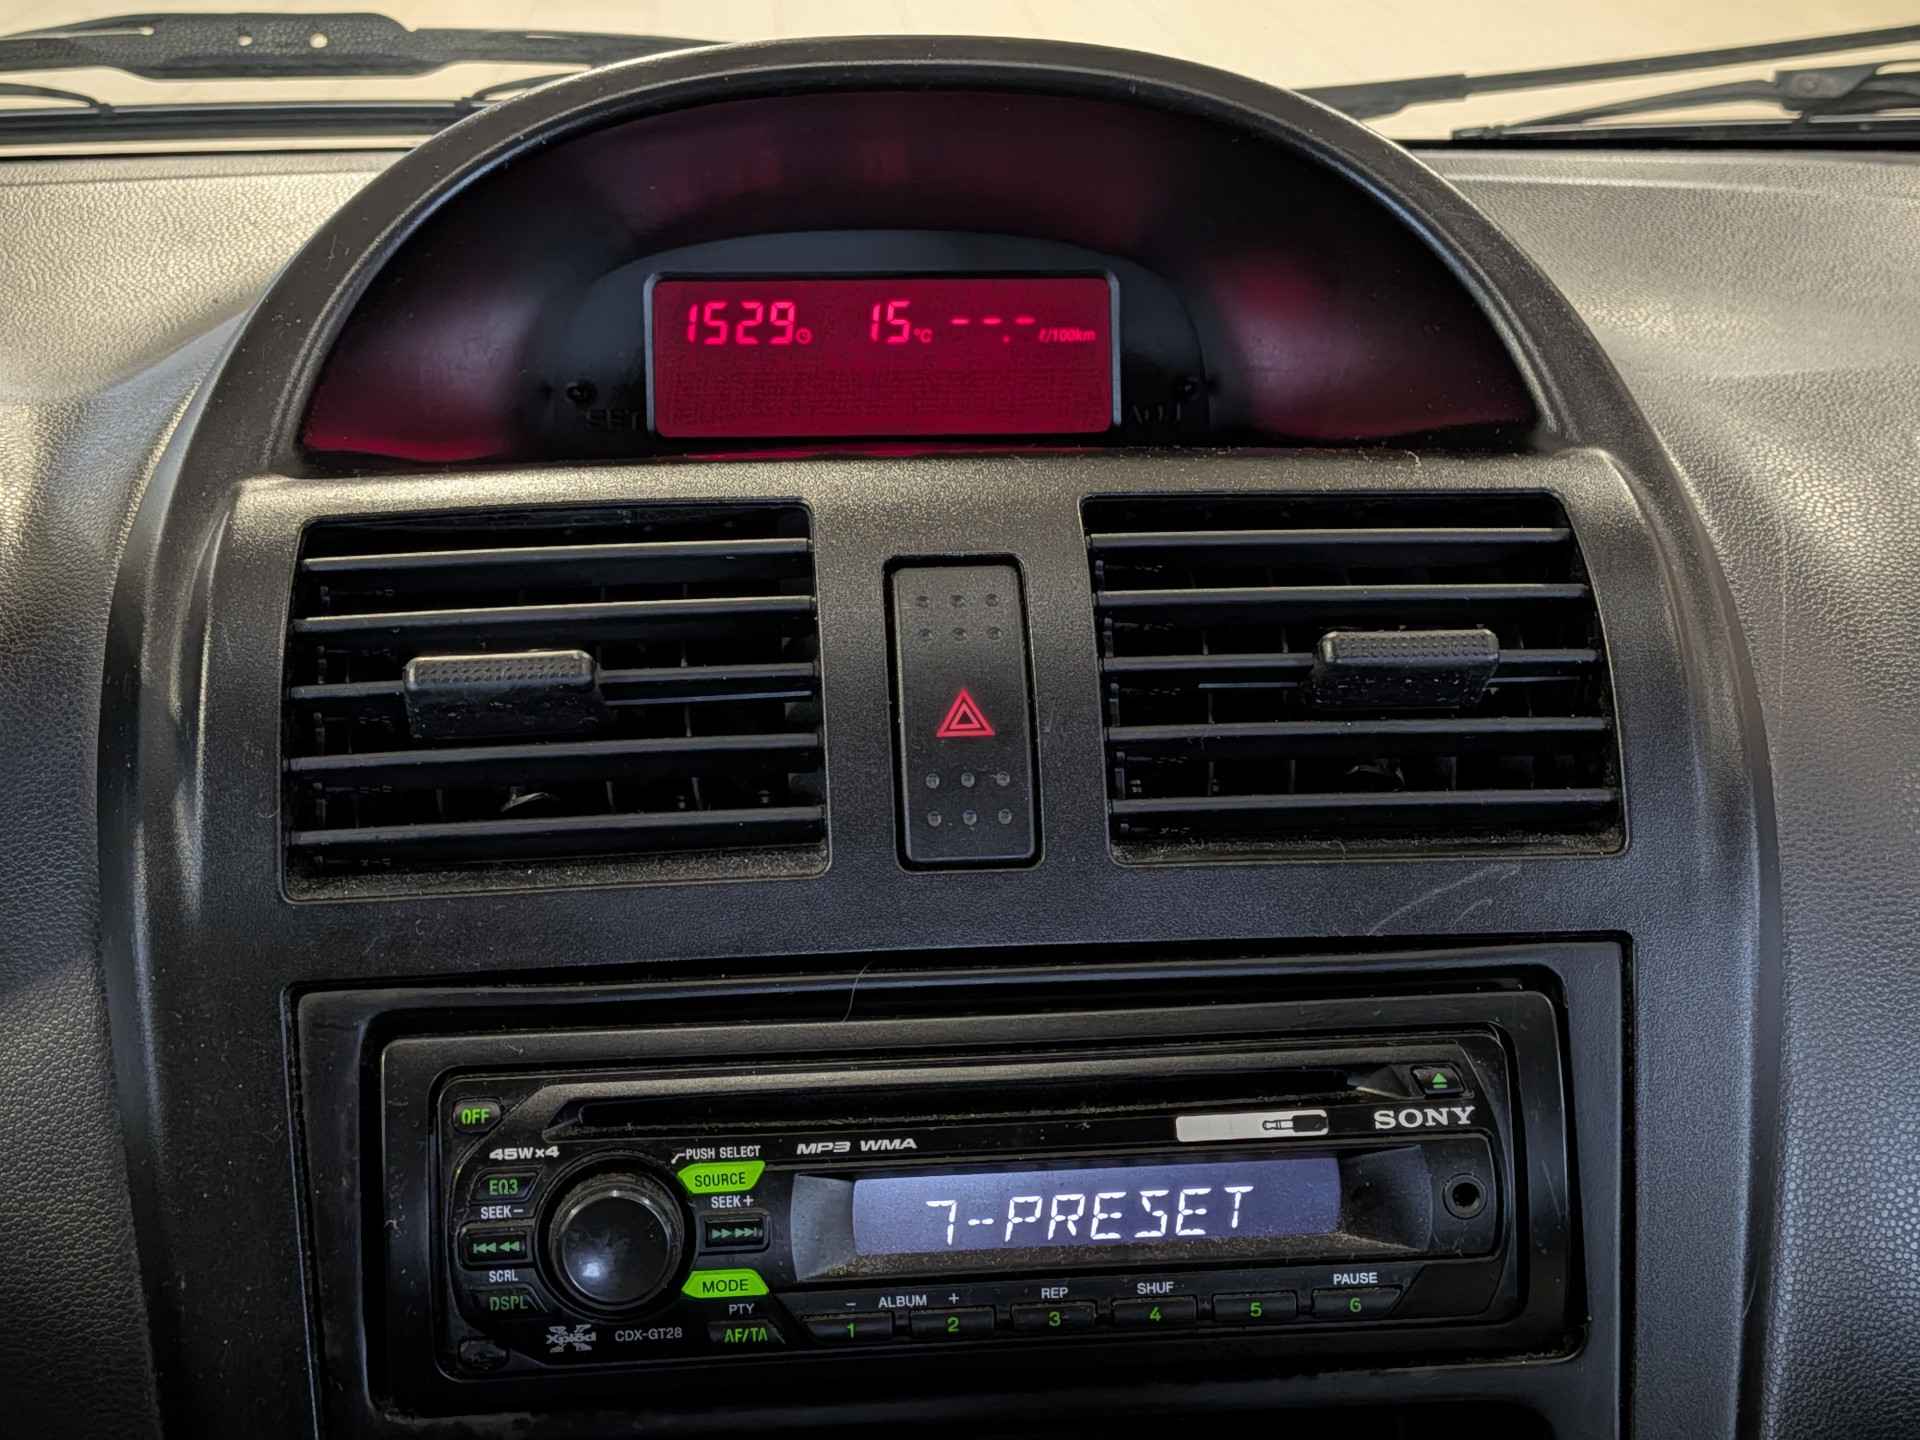 1529 15 °C --.- ℓ/100km
OFF
SONY
45W×4
PUSH SELECT
MP3 WMA
EQ3
SOURCE
SEEK −
SEEK +
7-PRESET
SCRL
MODE
DSPL
PTY
AF/TA
Xplōd
CDX-GT28
− ALBUM +
REP
SHUF
PAUSE
1 2 3 4 5 6